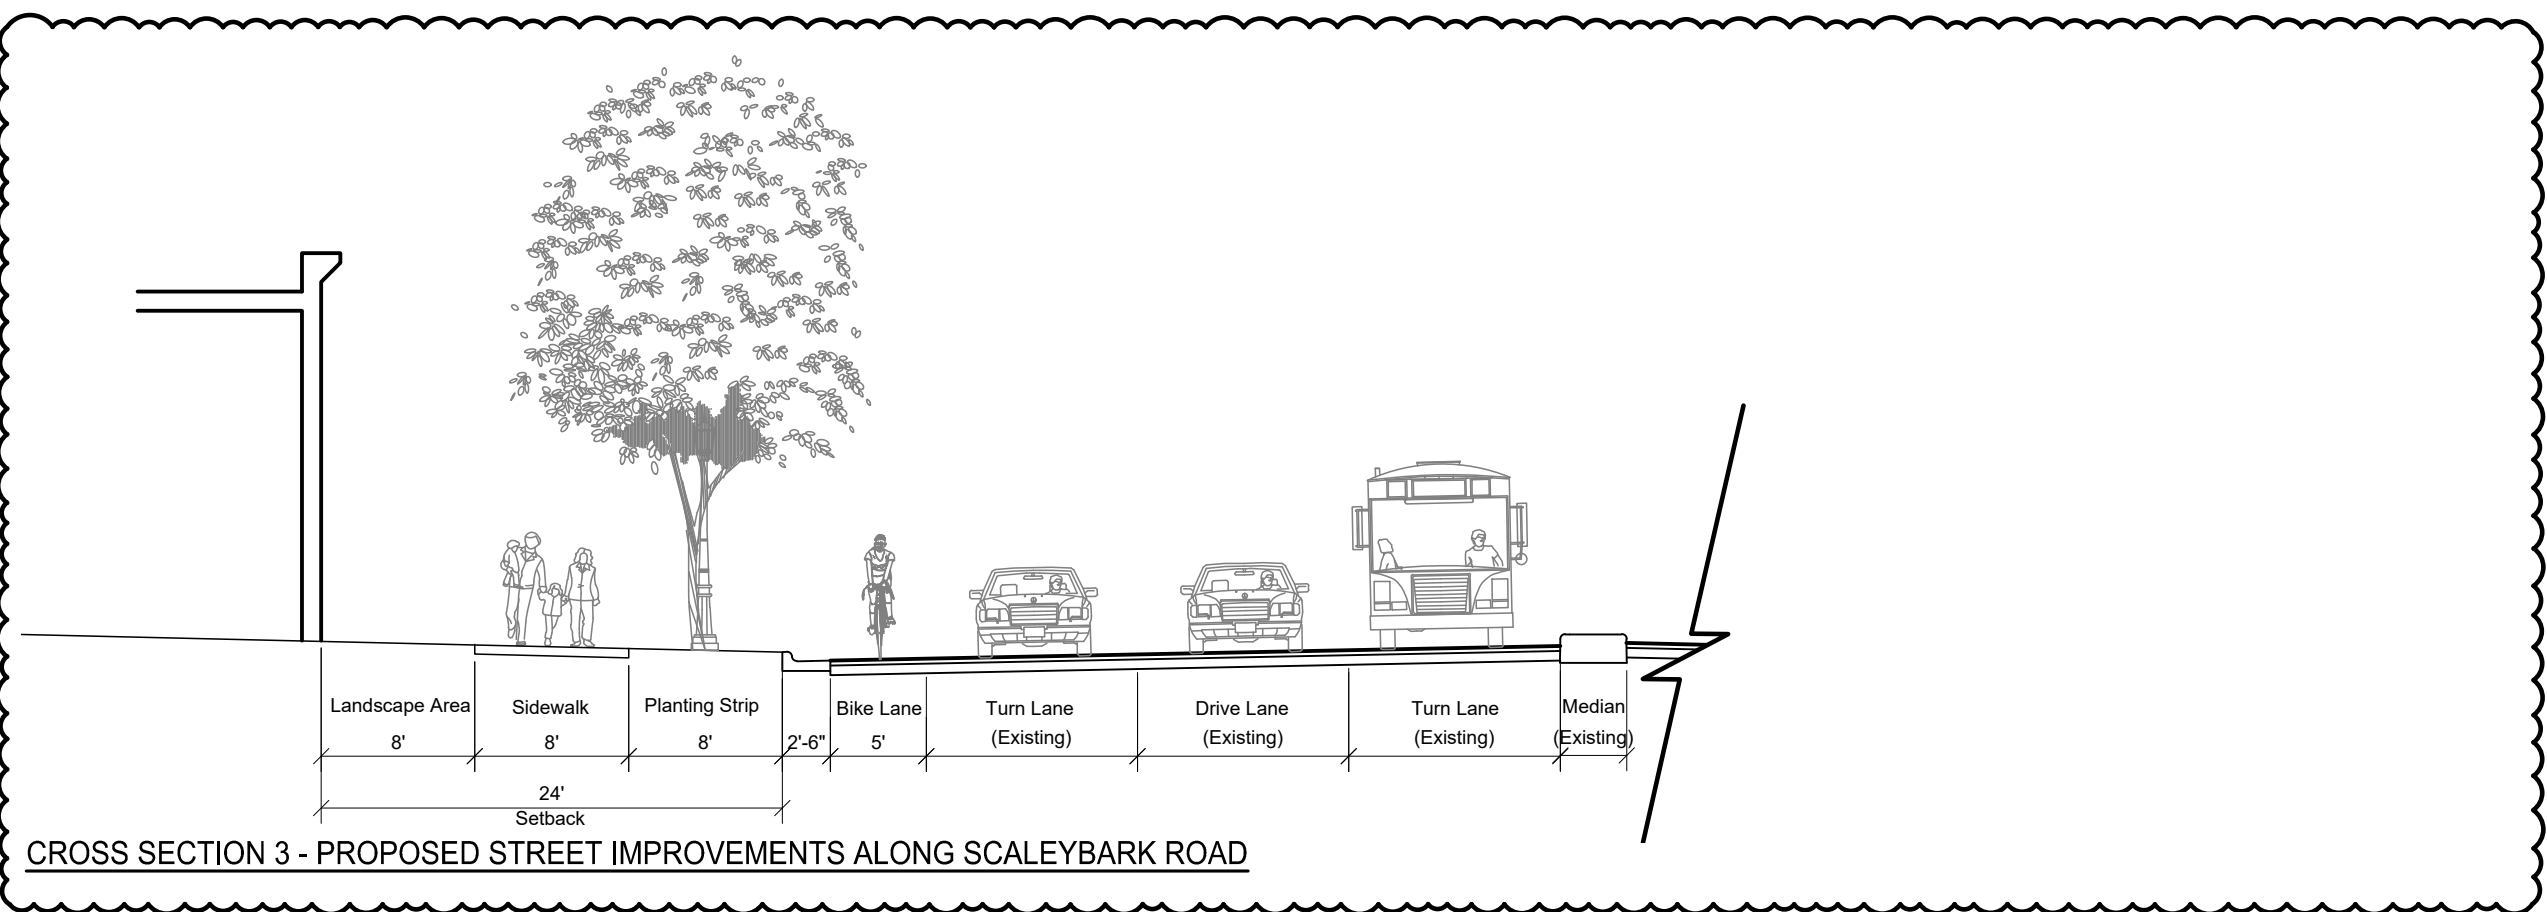 Landscape Area
8'
Sidewalk
8'
Planting Strip
8'
2'-6"
Bike Lane
5'
Turn Lane
(Existing)
Drive Lane
(Existing)
Turn Lane
(Existing)
Median
(Existing)
24'
Setback
CROSS SECTION 3 - PROPOSED STREET IMPROVEMENTS ALONG SCALEYBARK ROAD